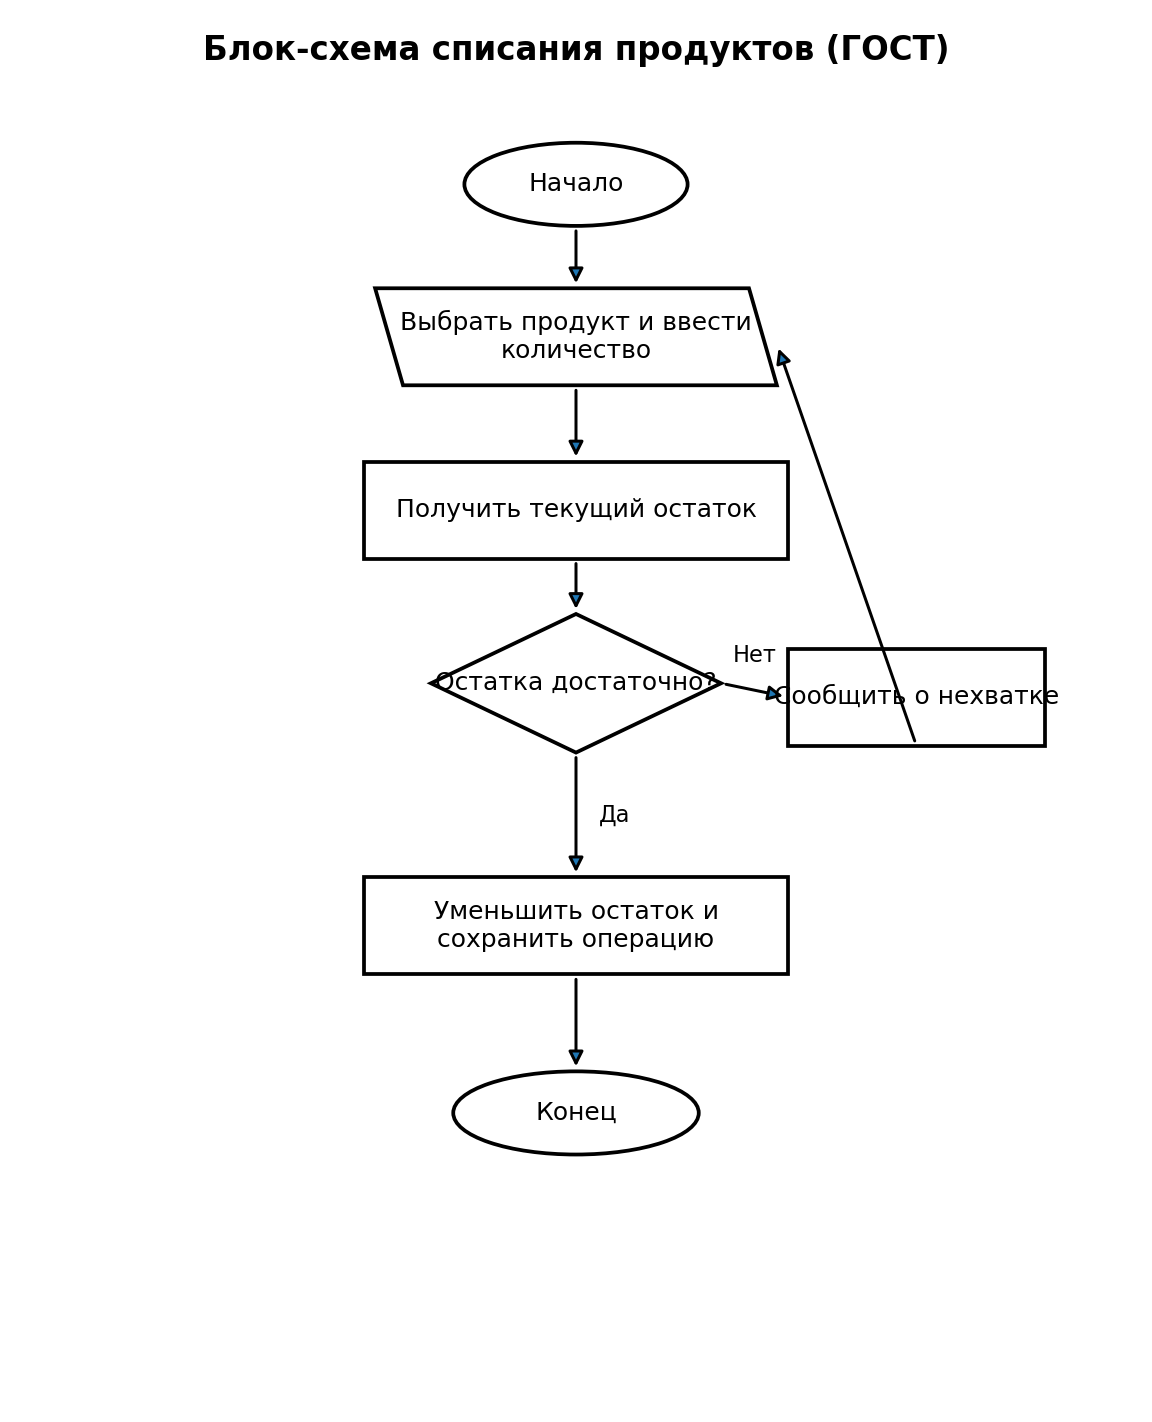 Блок-схема списания продуктов (ГОСТ)
Начало
Выбрать продукт и ввести
количество
Получить текущий остаток
Остатка достаточно?
Нет
Сообщить о нехватке
Да
Уменьшить остаток и
сохранить операцию
Конец